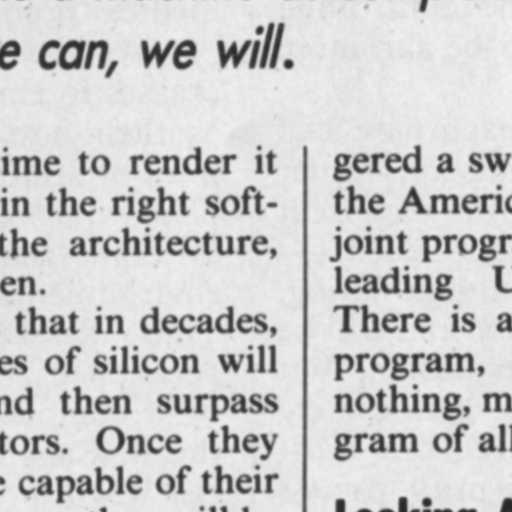 e can, we will.
ime to render it
in the right soft-
the architecture,
en.
that in decades,
es of silicon will
nd then surpass
tors. Once they
e capable of their
gered a sw
the Americ
joint progr
leading U
There is a
program,
nothing, m
gram of all
Looking